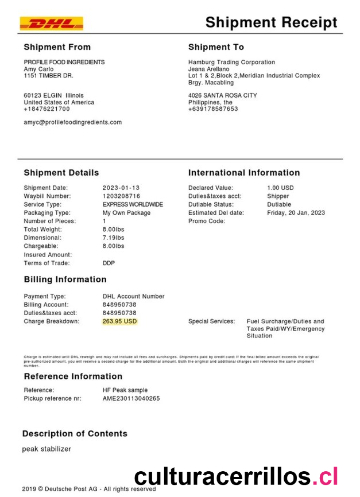 DHL
Shipment Receipt
Shipment From
PROFILE FOOD INGREDIENTS
Amy Carlo
1151 TIMBER DR.
60123 ELGIN Illinois
United States of America
+18476221700
amyc@profilefoodingredients.com
Shipment To
Hamburg Trading Corporation
Jeana Arellano
Lot 1 & 2,Block 2,Meridian Industrial Complex
Brgy. Macabling
4026 SANTA ROSA CITY
Philippines, the
+639178587653
Shipment Details
Shipment Date: 2023-01-13
Waybill Number: 1203298716
Service Type: EXPRESS WORLDWIDE
Packaging Type: My Own Package
Number of Pieces: 1
Total Weight: 8.00lbs
Dimensional: 7.19lbs
Chargeable: 8.00lbs
Insured Amount:
Terms of Trade: DDP
International Information
Declared Value: 1.00 USD
Duties&taxes acct: Shipper
Dutiable Status: Dutiable
Estimated Del date: Friday, 20 Jan, 2023
Promo Code:
Billing Information
Payment Type: DHL Account Number
Billing Account: 848950738
Duties&taxes acct: 848950738
Charge Breakdown: 263.95 USD
Special Services: Fuel Surcharge/Duties and
Taxes Paid/WY/Emergency
Situation
Reference Information
Reference: HF Peak sample
Pickup reference nr: AME230113040265
Description of Contents
peak stabilizer
culturacerrillos.cl
2019 © Deutsche Post AG - All rights reserved